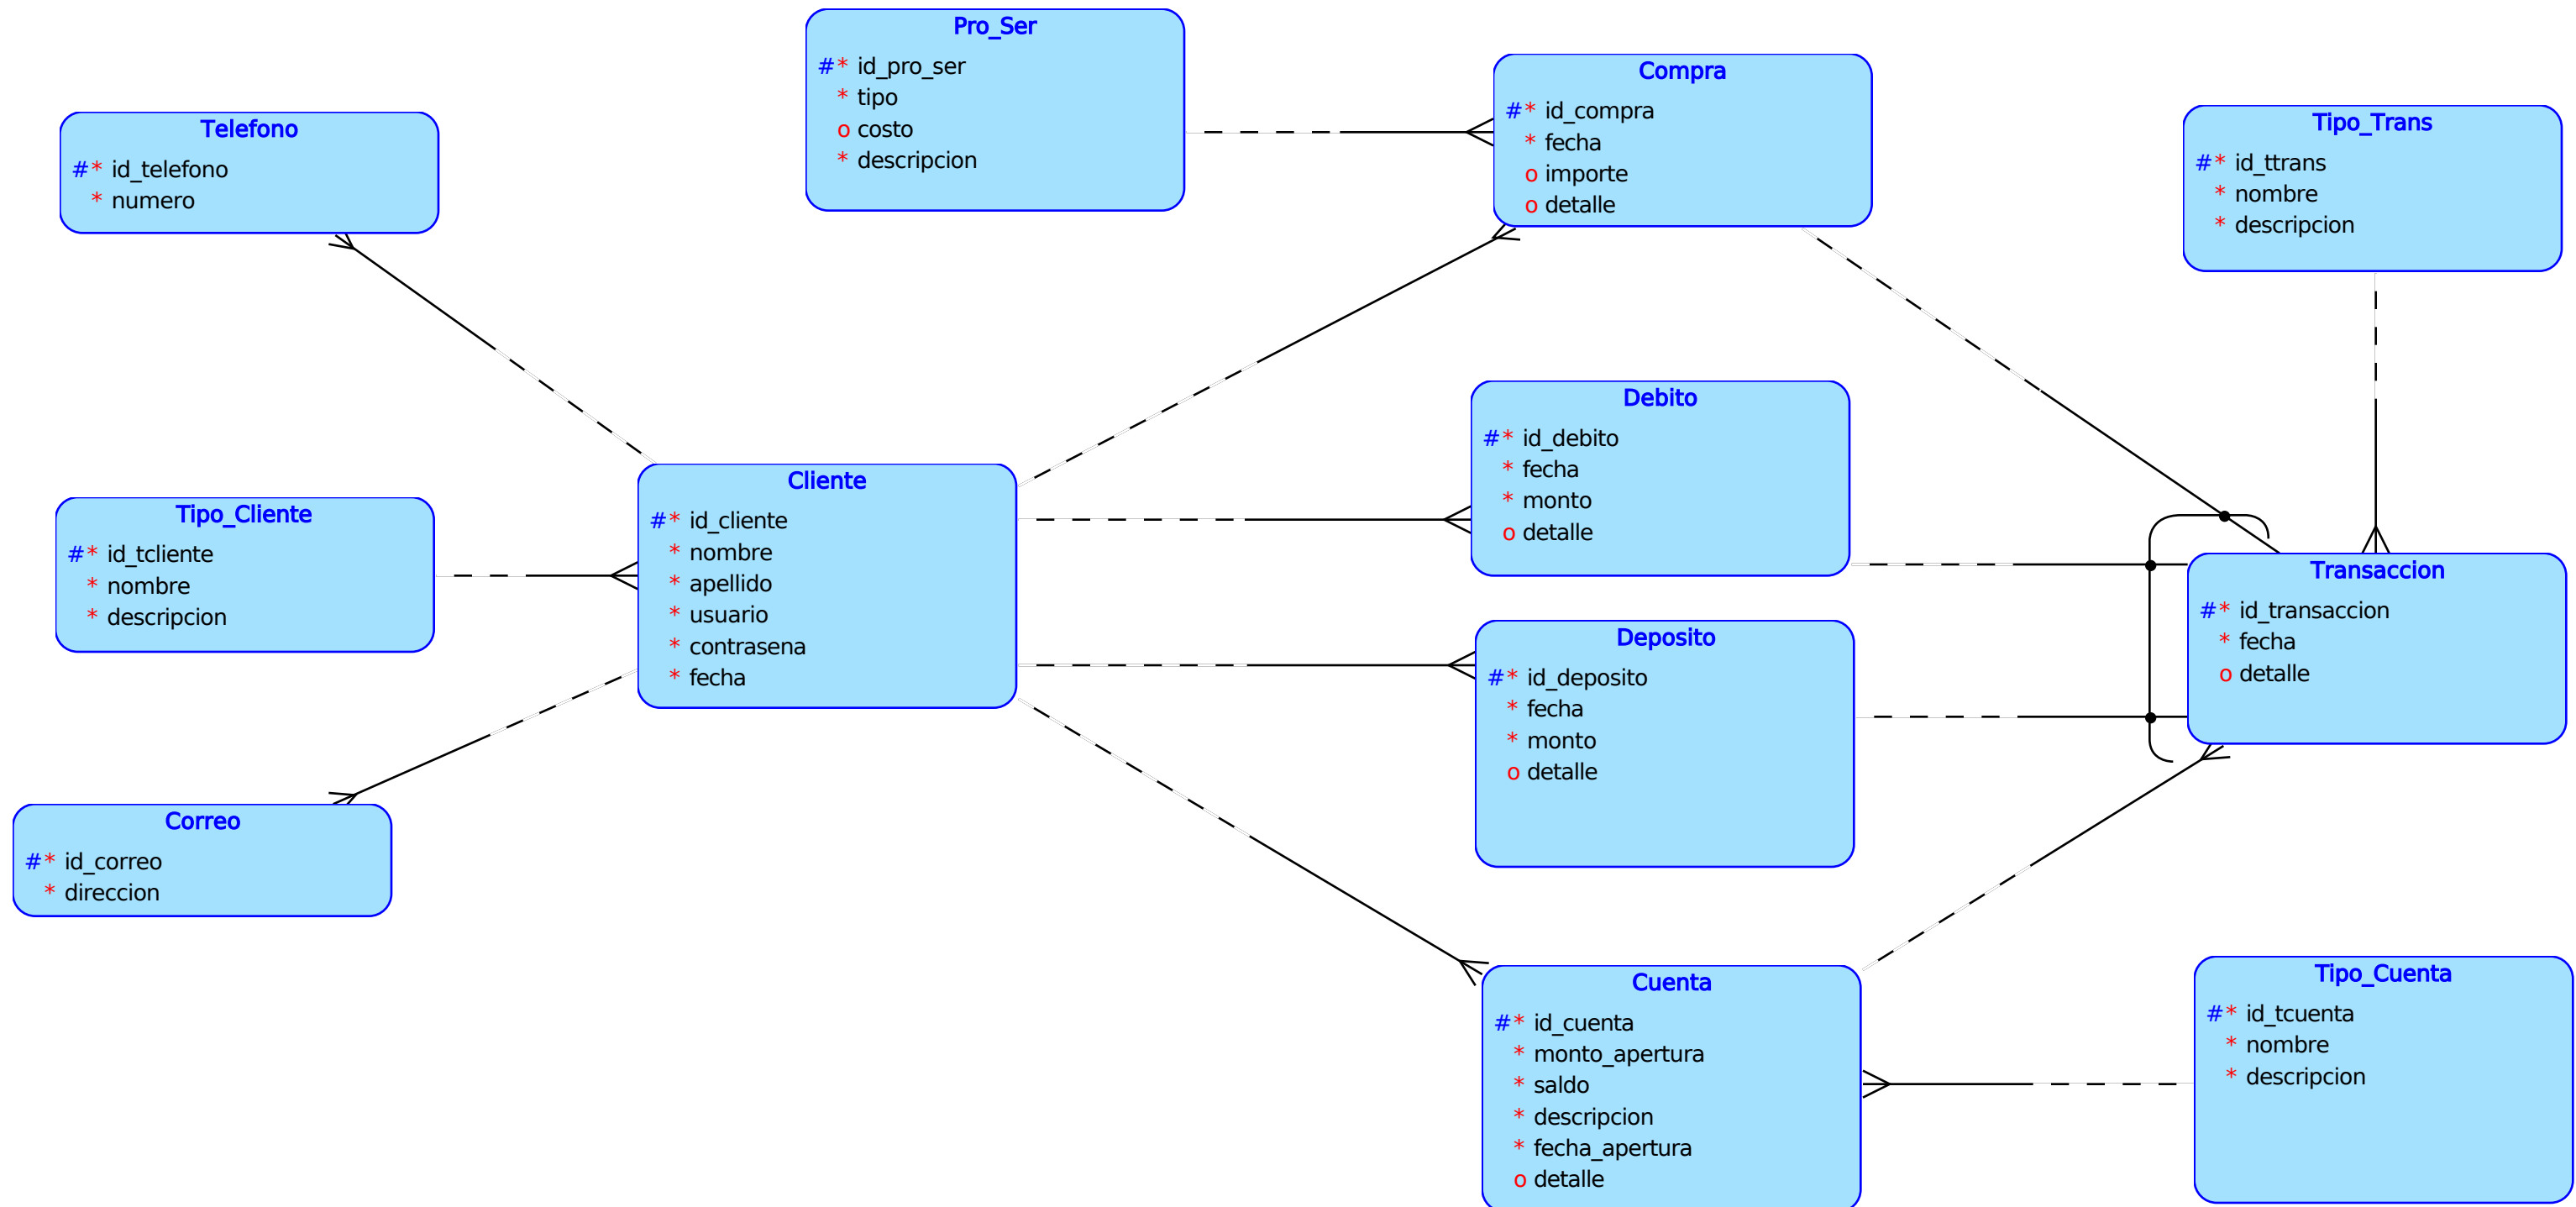 Pro_Ser
#* id_pro_ser
* tipo
o costo
* descripcion
Compra
#* id_compra
* fecha
o importe
o detalle
Tipo_Trans
#* id_ttrans
* nombre
* descripcion
Telefono
#* id_telefono
* numero
Debito
#* id_debito
* fecha
* monto
o detalle
Cliente
#* id_cliente
* nombre
* apellido
* usuario
* contrasena
* fecha
Tipo_Cliente
#* id_tcliente
* nombre
* descripcion
Transaccion
#* id_transaccion
* fecha
o detalle
Deposito
#* id_deposito
* fecha
* monto
o detalle
Correo
#* id_correo
* direccion
Cuenta
#* id_cuenta
* monto_apertura
* saldo
* descripcion
* fecha_apertura
o detalle
Tipo_Cuenta
#* id_tcuenta
* nombre
* descripcion